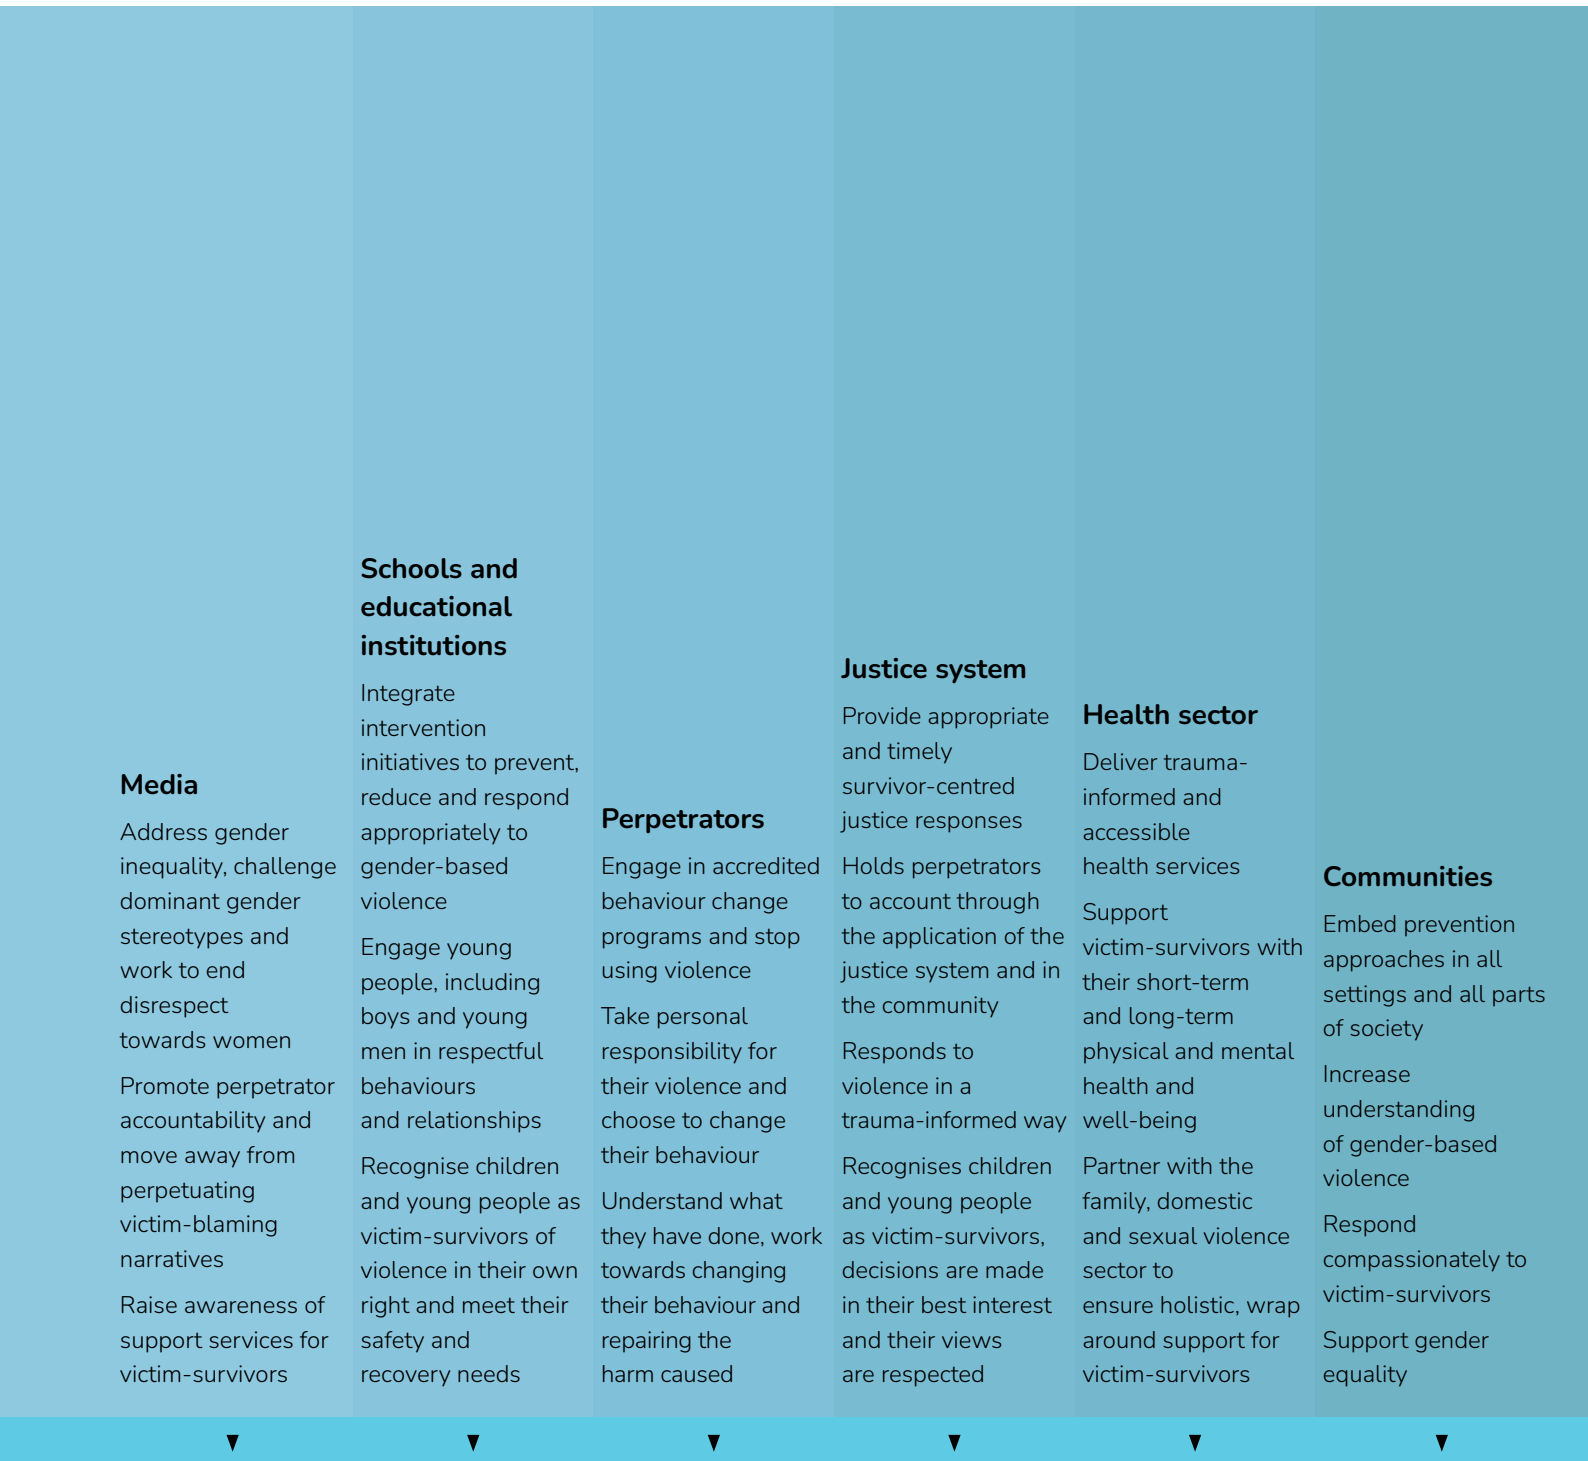 Media
Address gender
inequality, challenge
dominant gender
stereotypes and
work to end
disrespect
towards women
Promote perpetrator
accountability and
move away from
perpetuating
victim-blaming
narratives
Raise awareness of
support services for
victim-survivors
Schools and
educational
institutions
Integrate
intervention
initiatives to prevent,
reduce and respond
appropriately to
gender-based
violence
Engage young
people, including
boys and young
men in respectful
behaviours
and relationships
Recognise children
and young people as
victim-survivors of
violence in their own
right and meet their
safety and
recovery needs
Perpetrators
Engage in accredited
behaviour change
programs and stop
using violence
Take personal
responsibility for
their violence and
choose to change
their behaviour
Understand what
they have done, work
towards changing
their behaviour and
repairing the
harm caused
Justice system
Provide appropriate
and timely
survivor-centred
justice responses
Holds perpetrators
to account through
the application of the
justice system and in
the community
Responds to
violence in a
trauma-informed way
Recognises children
and young people
as victim-survivors,
decisions are made
in their best interest
and their views
are respected
Health sector
Deliver trauma-
informed and
accessible
health services
Support
victim-survivors with
their short-term
and long-term
physical and mental
health and
well-being
Partner with the
family, domestic
and sexual violence
sector to
ensure holistic, wrap
around support for
victim-survivors
Communities
Embed prevention
approaches in all
settings and all parts
of society
Increase
understanding
of gender-based
violence
Respond
compassionately to
victim-survivors
Support gender
equality